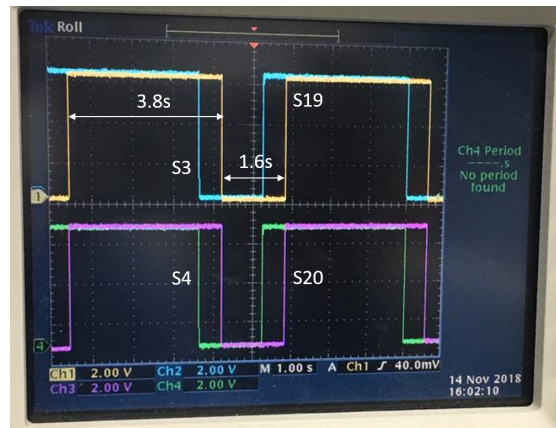 Tek Roll
3.8s
S19
S3
1.6s
Ch4 Period
----.s
No period
found
1
S4
S20
4
Ch1 2.00 V Ch2 2.00 V M 1.00 s A Ch1 ∫ 40.0mV
Ch3 2.00 V Ch4 2.00 V
14 Nov 2018
16:02:10